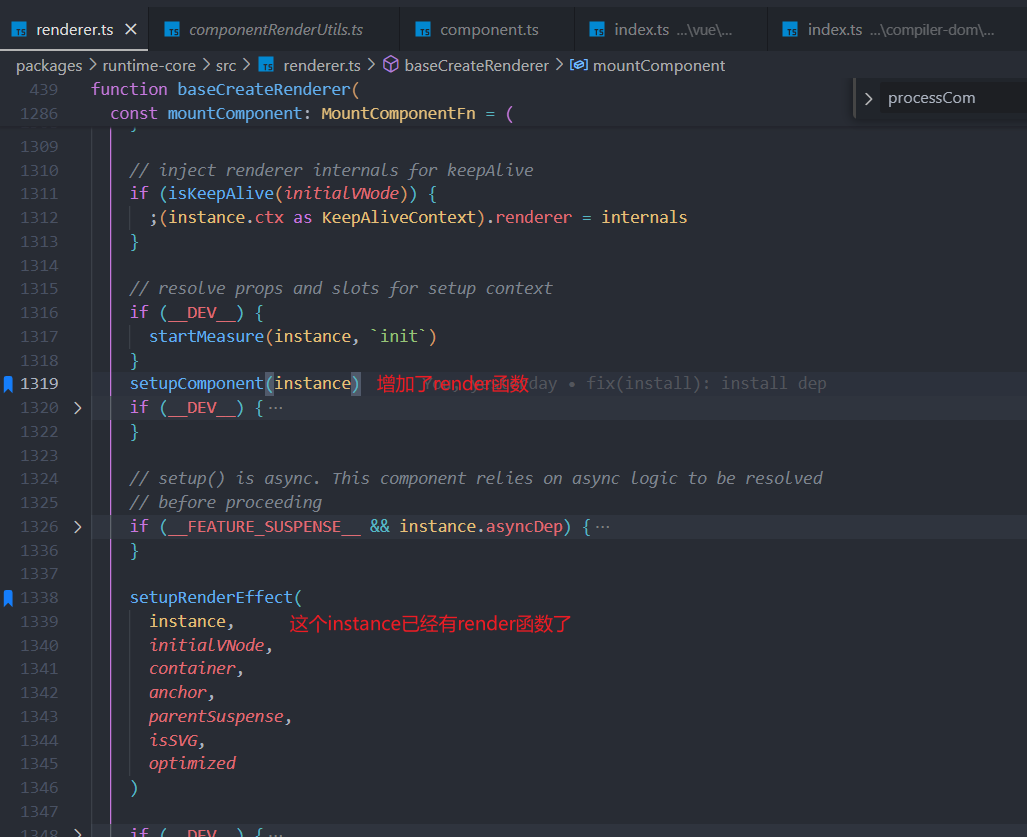 renderer.ts componentRenderUtils.ts component.ts index.ts ...\vue\... index.ts ...\compiler-dom\...
packages > runtime-core > src > renderer.ts > baseCreateRenderer > mountComponent
439 function baseCreateRenderer(
processCom
1286 const mountComponent: MountComponentFn = (
1309
1310 // inject renderer internals for keepAlive
1311 if (isKeepAlive(initialVNode)) {
1312 ;(instance.ctx as KeepAliveContext).renderer = internals
1313 }
1314
1315 // resolve props and slots for setup context
1316 if (__DEV__) {
1317 startMeasure(instance, `init`)
1318 }
1319 setupComponent(instance) 增加了render函数 day • fix(install): install dep
1320 if (__DEV__) { ...
1322 }
1323
1324 // setup() is async. This component relies on async logic to be resolved
1325 // before proceeding
1326 if (__FEATURE_SUSPENSE__ && instance.asyncDep) { ...
1336 }
1337
1338 setupRenderEffect(
1339 instance, 这个instance已经有render函数了
1340 initialVNode,
1341 container,
1342 anchor,
1343 parentSuspense,
1344 isSVG,
1345 optimized
1346 )
1347
1348 if (__DEV__) { ...